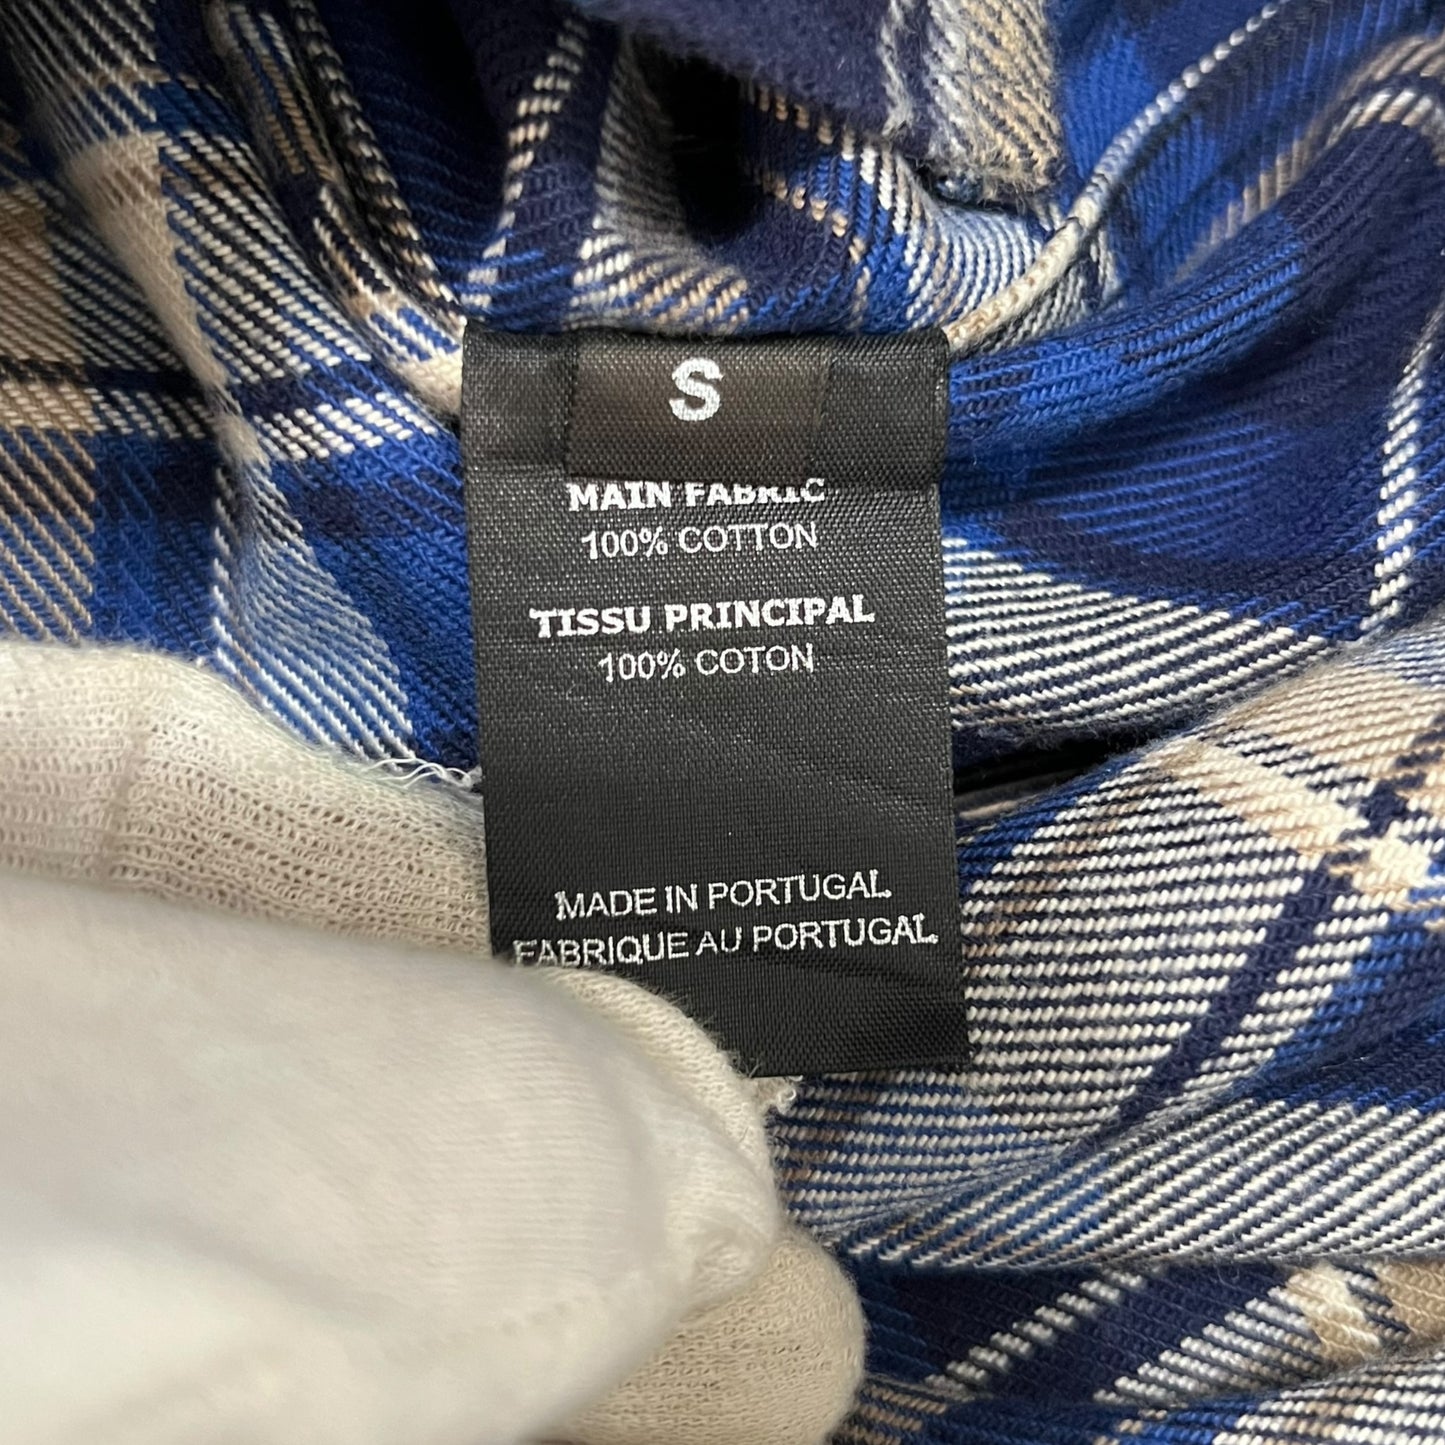 S
MAIN FABRIC
100% COTTON
TISSU PRINCIPAL
100% COTON
MADE IN PORTUGAL
FABRIQUE AU PORTUGAL